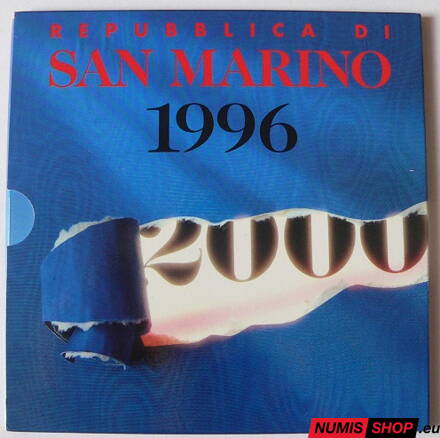 REPUBBLICA DI
SAN MARINO
1996
2000
NUMIS SHOP.eu